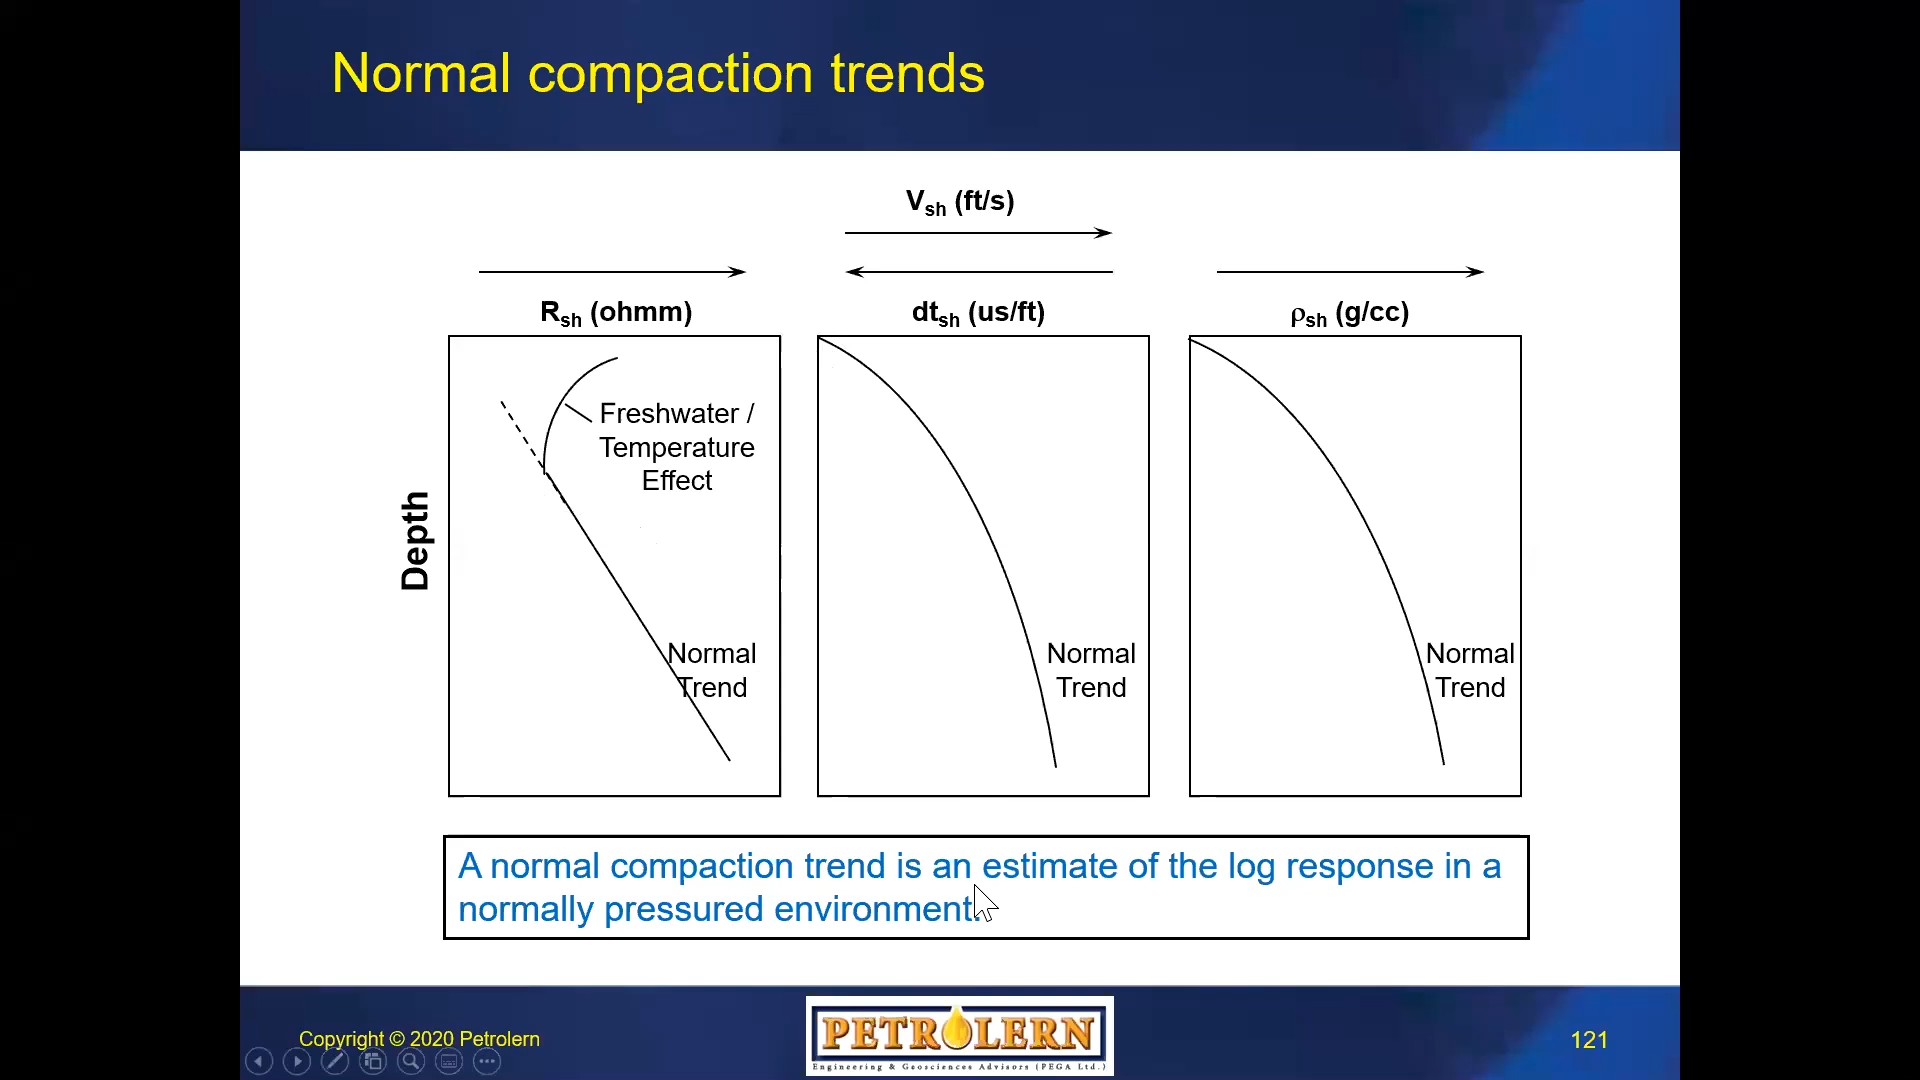 Normal compaction trends
Vsh (ft/s)
Rsh (ohmm)
dtsh (us/ft)
ρsh (g/cc)
Depth
Freshwater /
Temperature
Effect
Normal
Trend
Normal
Trend
Normal
Trend
A normal compaction trend is an estimate of the log response in a
normally pressured environment.
Copyright © 2020 Petrolern
PETROLERN
Engineering & Geosciences Advisors (PEGA Ltd.)
121